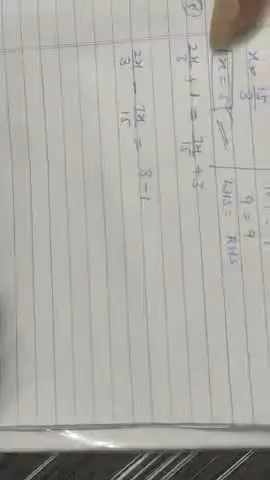 x = 15/3
x = 5
9 = 9
LHS = RHS
2x/3 + 1 = 7x/15 + 3
2x/3 - 7x/15 = 3 - 1